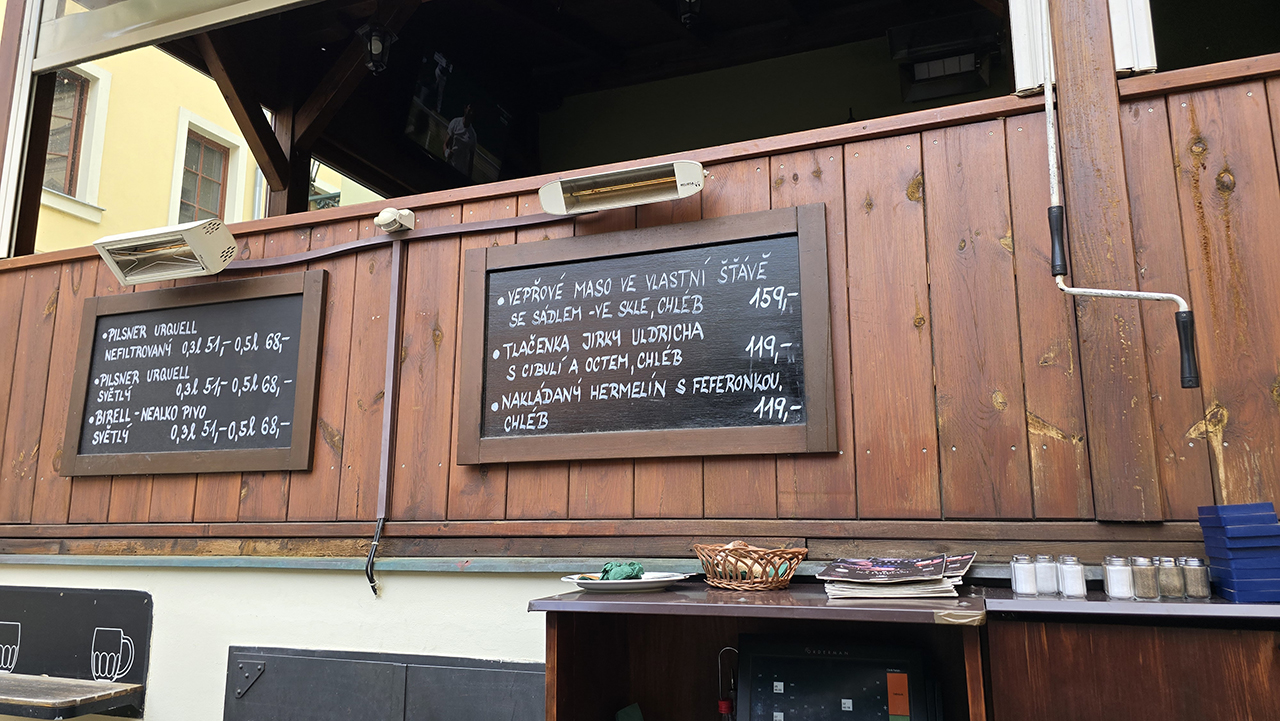 • PILSNER URQUELL
NEFILTROVANÝ 0,3l 51,- 0,5l 68,-
• PILSNER URQUELL
SVĚTLÝ 0,3l 51,- 0,5l 68,-
• BIRELL - NEALKO PIVO
SVĚTLÝ 0,3l 51,- 0,5l 68,-
• VEPŘOVÉ MASO VE VLASTNÍ ŠŤÁVĚ
SE SÁDLEM - VE SKLE, CHLÉB 159,-
• TLAČENKA JIRKY ULDRICHA
S CIBULÍ A OCTEM, CHLÉB 119,-
• NAKLÁDANÝ HERMELÍN S FEFERONKOU,
CHLÉB 119,-